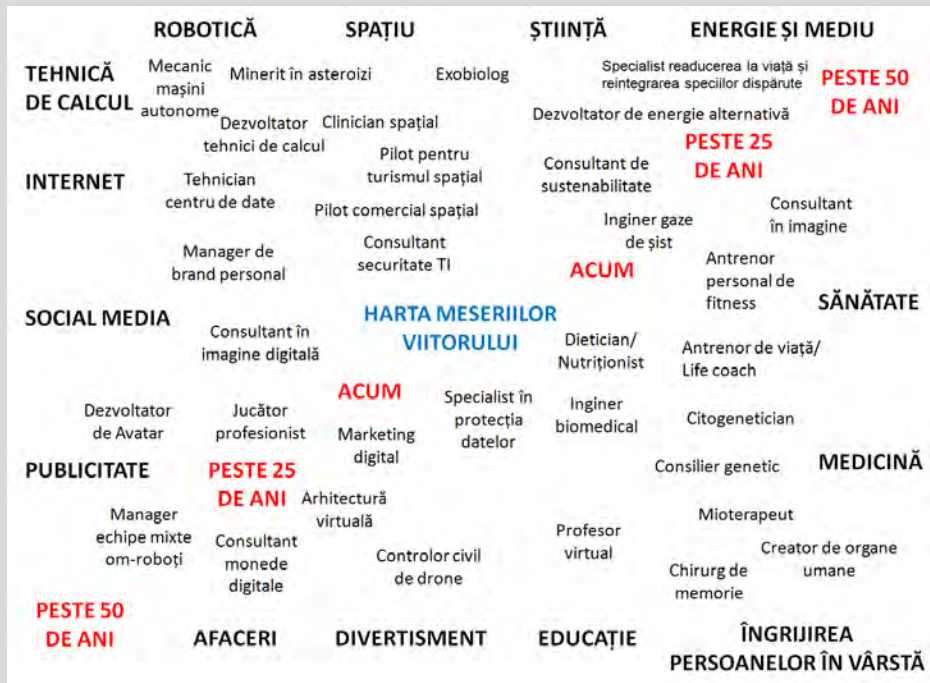 ROBOTICĂ
SPAȚIU
ȘTIINȚĂ
ENERGIE ȘI MEDIU
TEHNICĂ
DE CALCUL
Mecanic
mașini
autonome
Minerit în asteroizi
Exobiolog
Specialist readucerea la viață și
reintegrarea speciilor dispărute
PESTE 50
DE ANI
Dezvoltator
tehnici de calcul
Clinician spațial
Dezvoltator de energie alternativă
PESTE 25
DE ANI
INTERNET
Tehnician
centru de date
Pilot pentru
turismul spațial
Consultant de
sustenabilitate
Pilot comercial spațial
Inginer gaze
de șist
Consultant
în imagine
Manager de
brand personal
Consultant
securitate TI
ACUM
Antrenor
personal de
fitness
SĂNĂTATE
SOCIAL MEDIA
Consultant în
imagine digitală
HARTA MESERIILOR
VIITORULUI
Dietician/
Nutriționist
Antrenor de viață/
Life coach
ACUM
Dezvoltator
de Avatar
Jucător
profesionist
Marketing
digital
Specialist în
protecția
datelor
Inginer
biomedical
Citogenetician
PUBLICITATE
PESTE 25
DE ANI
Consilier genetic
MEDICINĂ
Arhitectură
virtuală
Manager
echipe mixte
om-roboți
Consultant
monede
digitale
Controlor civil
de drone
Profesor
virtual
Mioterapeut
Creator de organe
umane
Chirurg de
memorie
PESTE 50
DE ANI
AFACERI
DIVERTISMENT
EDUCAȚIE
ÎNGRIJIREA
PERSOANELOR ÎN VÂRSTĂ